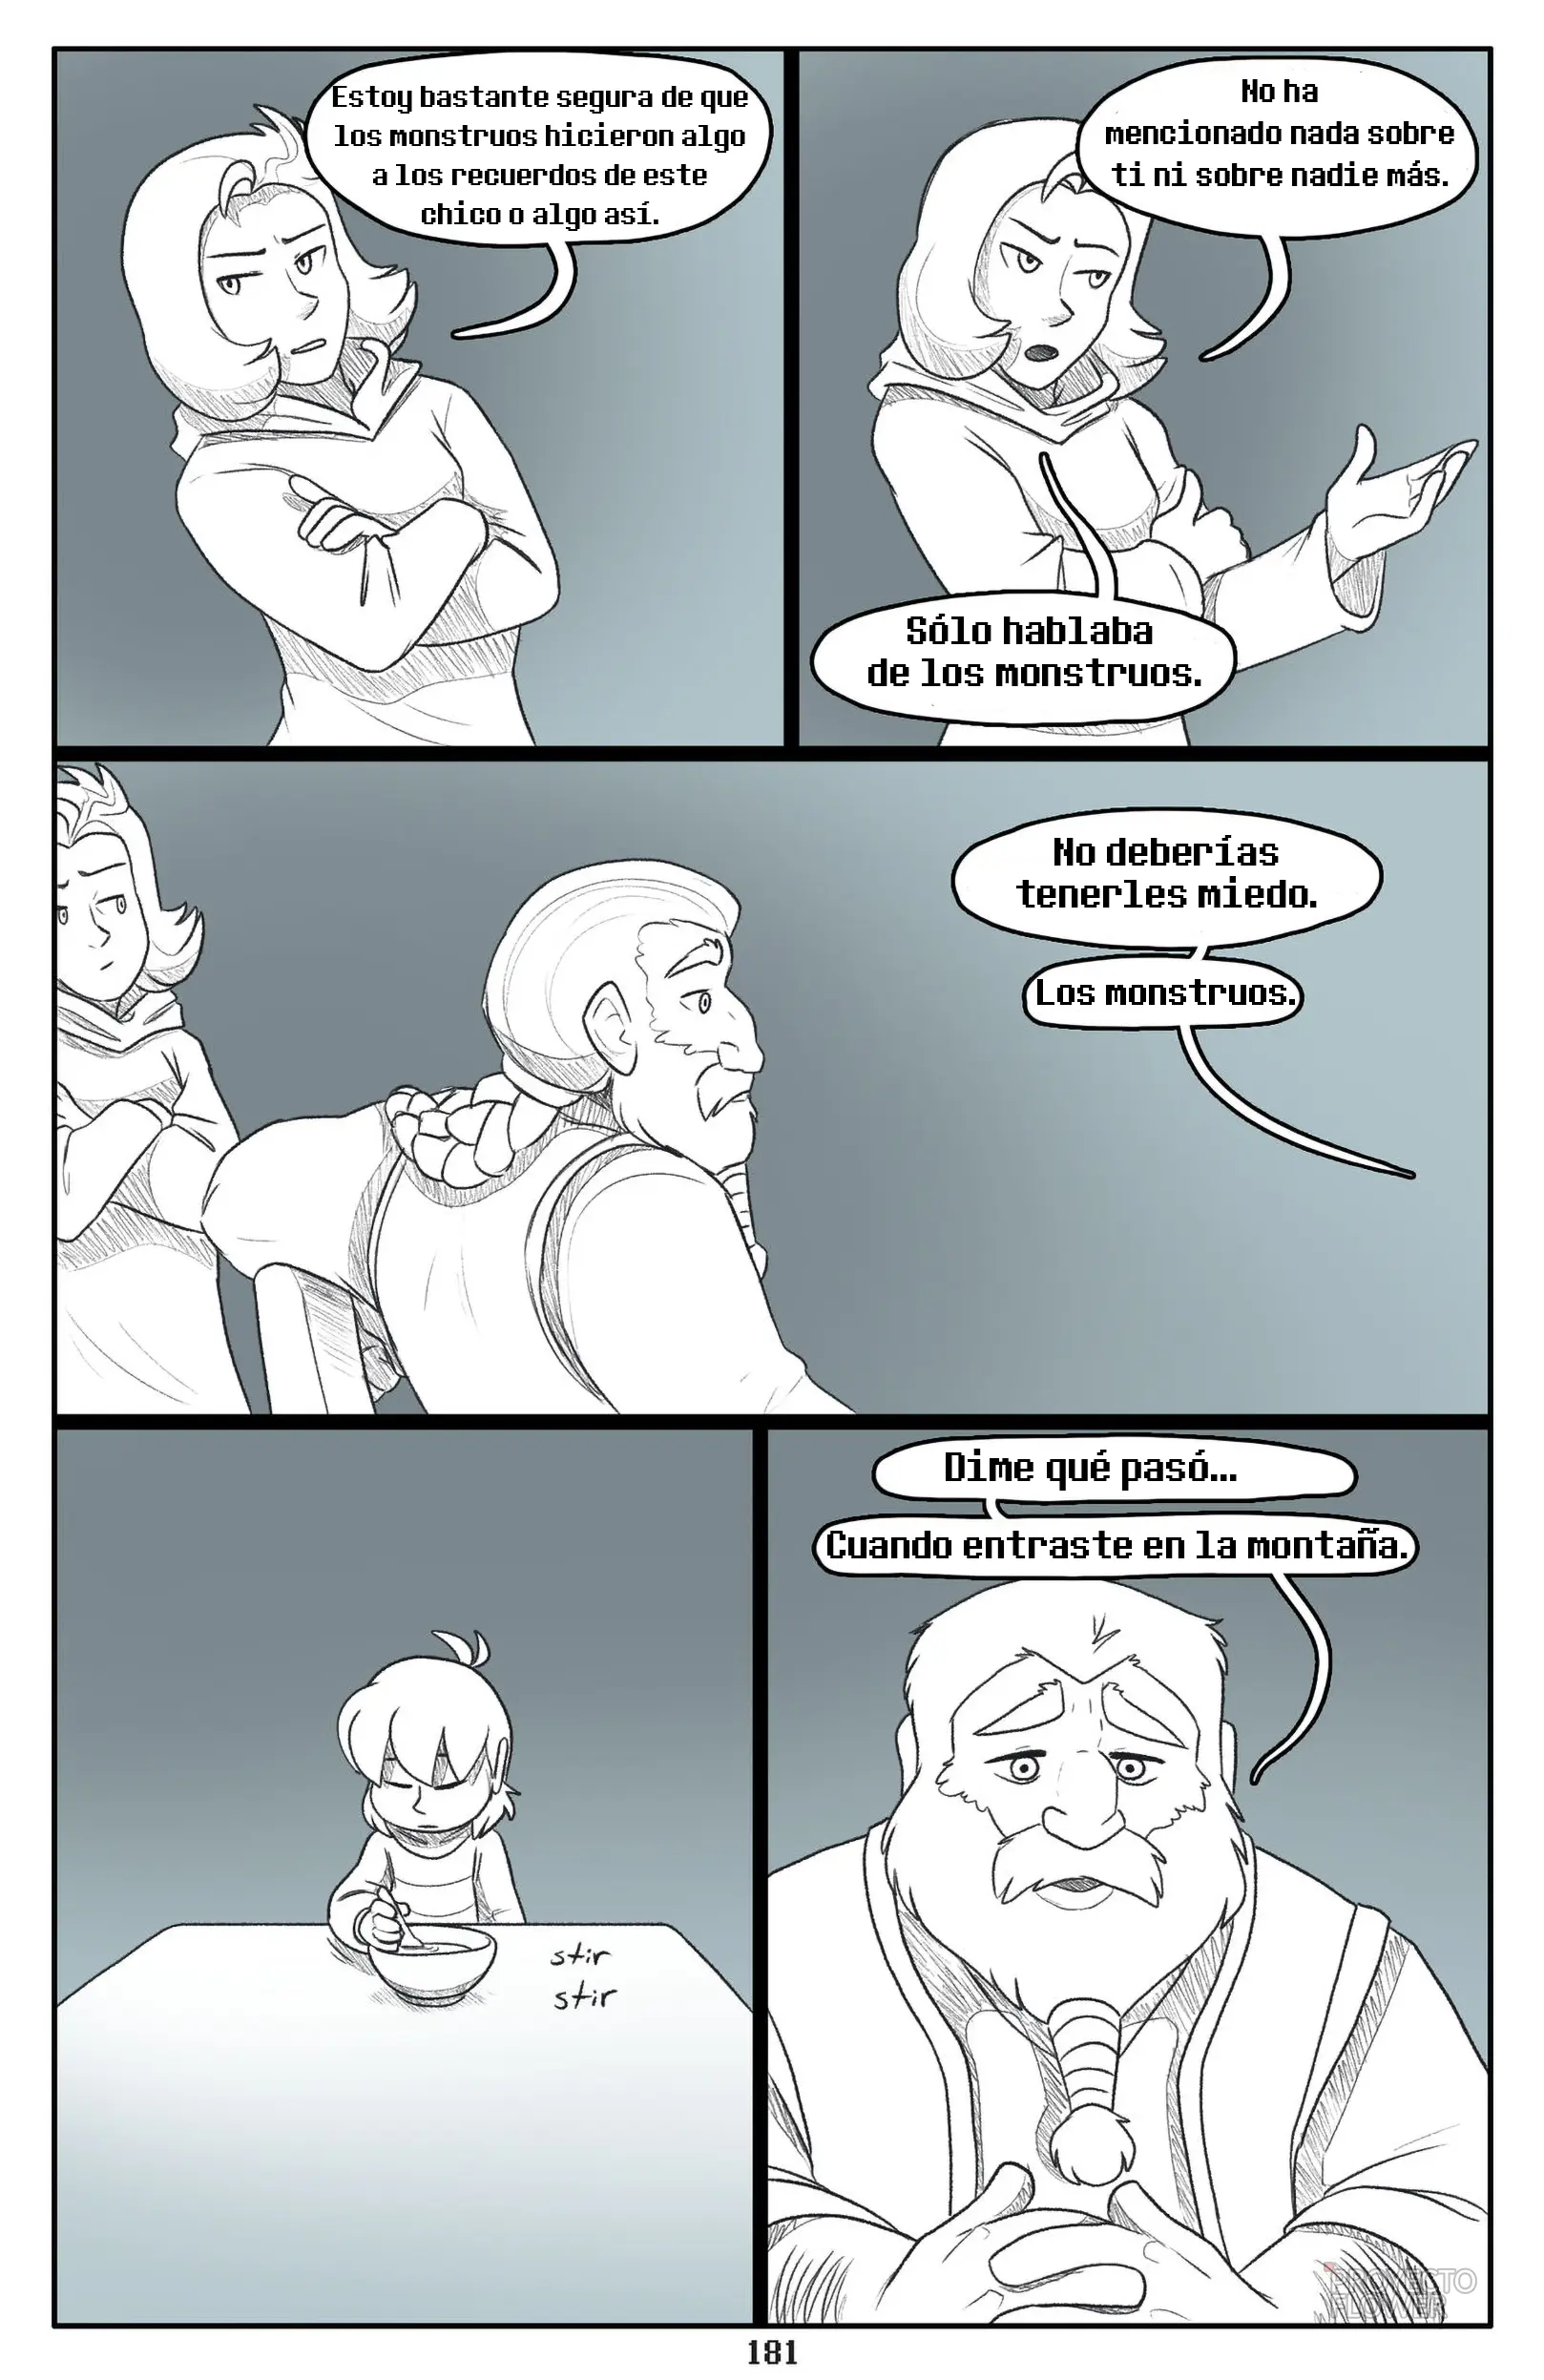 Estoy bastante segura de que
los monstruos hicieron algo
a los recuerdos de este
chico o algo así.
No ha
mencionado nada sobre
ti ni sobre nadie más.
Sólo hablaba
de los monstruos.
No deberías
tenerles miedo.
Los monstruos.
stir
stir
Dime qué pasó...
Cuando entraste en la montaña.
PROYECTO
FLOWER
181